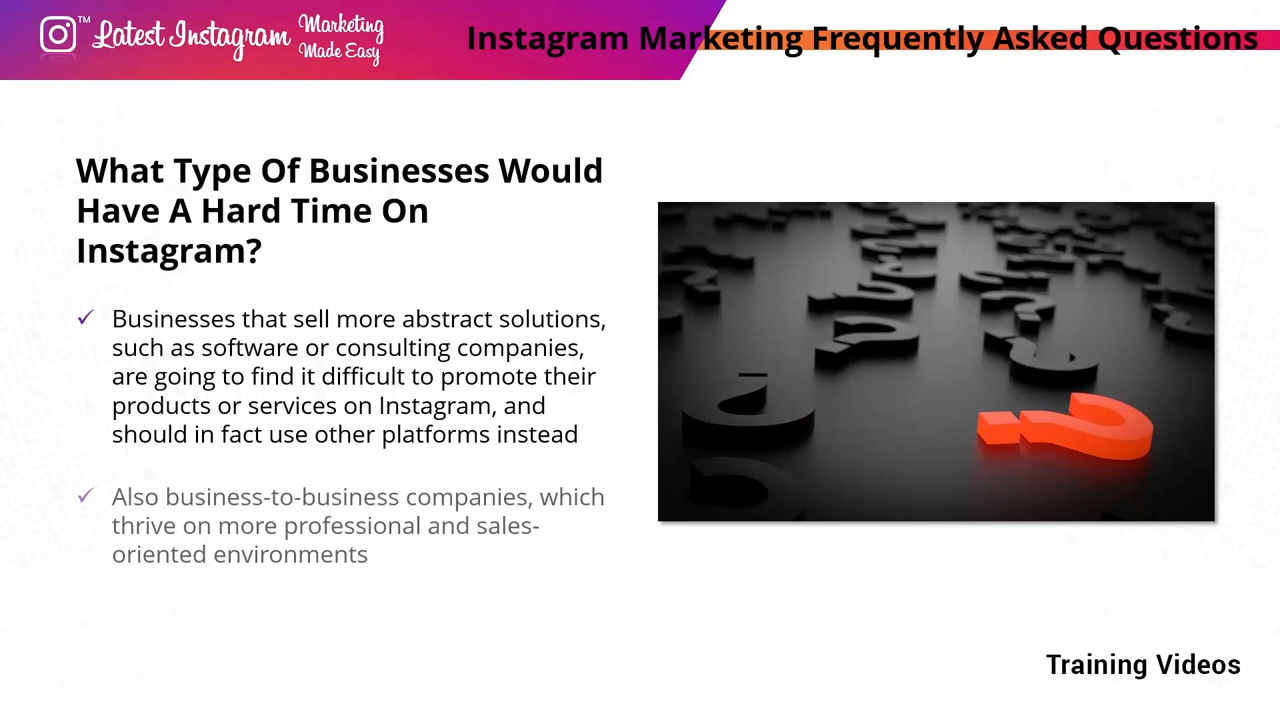 TM
Latest Instagram
Marketing
Made Easy
Instagram Marketing Frequently Asked Questions
What Type Of Businesses Would
Have A Hard Time On
Instagram?
Businesses that sell more abstract solutions,
such as software or consulting companies,
are going to find it difficult to promote their
products or services on Instagram, and
should in fact use other platforms instead
Also business-to-business companies, which
thrive on more professional and sales-
oriented environments
Training Videos